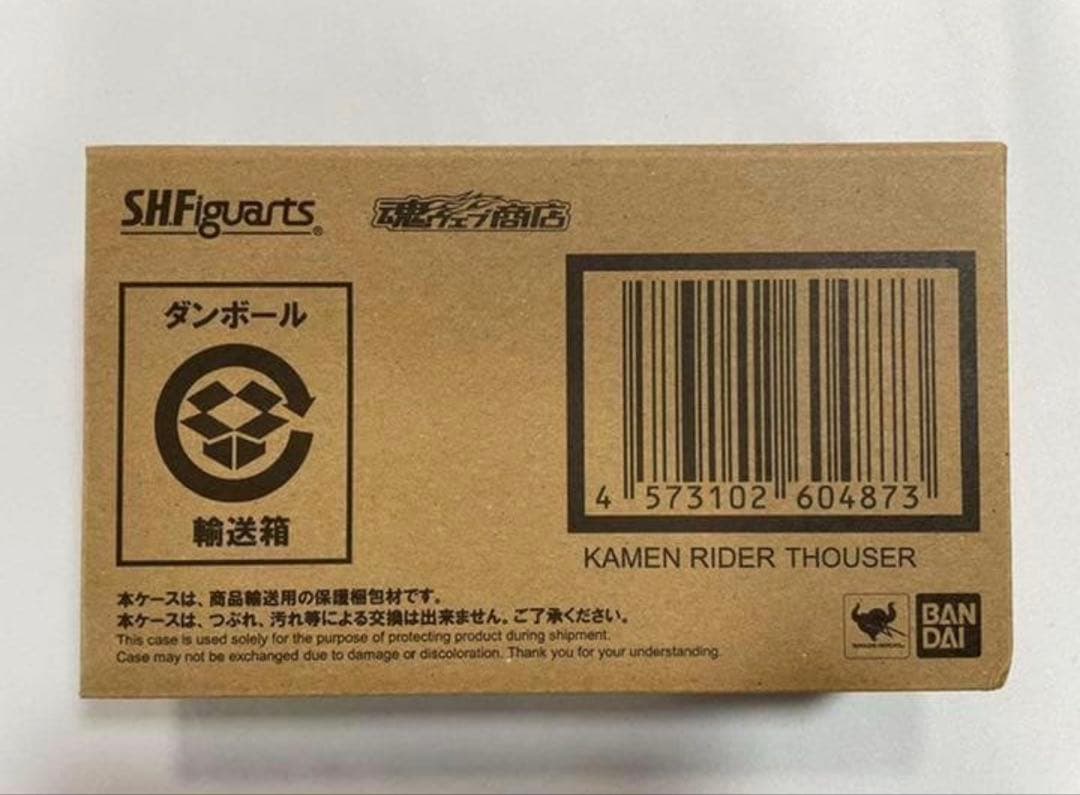 S.H.Figuarts®
魂ウェブ商店
ダンボール
輸送箱
4 573102 604873
KAMEN RIDER THOUSER
本ケースは、商品輸送用の保護梱包材です。
本ケースは、つぶれ、汚れ等による交換は出来ません。ご了承ください。
This case is used solely for the purpose of protecting product during shipment.
Case may not be exchanged due to damage or discoloration. Thank you for your understanding.
BAN
DAI